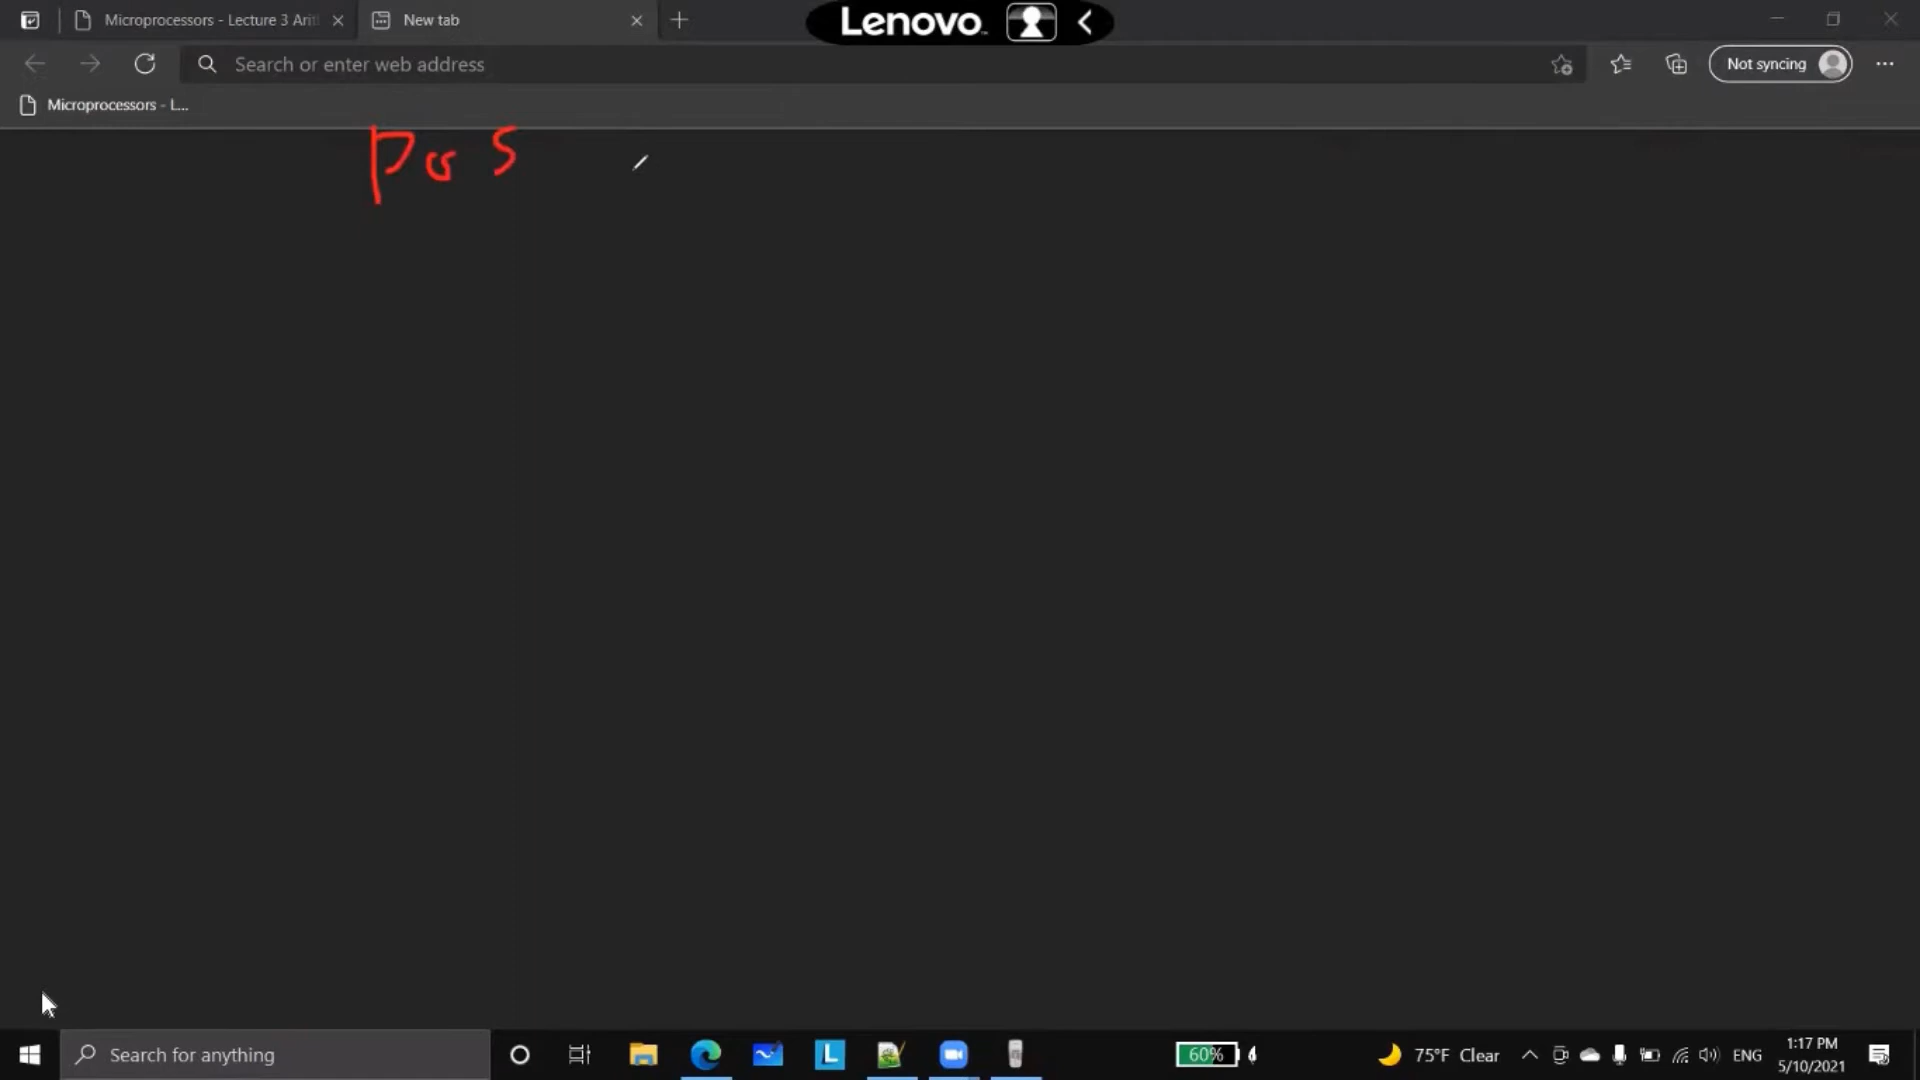 Microprocessors - Lecture 3 Arit
New tab
Lenovo
Search or enter web address
Not syncing
Microprocessors - L...
Pos
Search for anything
L
60%
75°F Clear
ENG
1:17 PM
5/10/2021